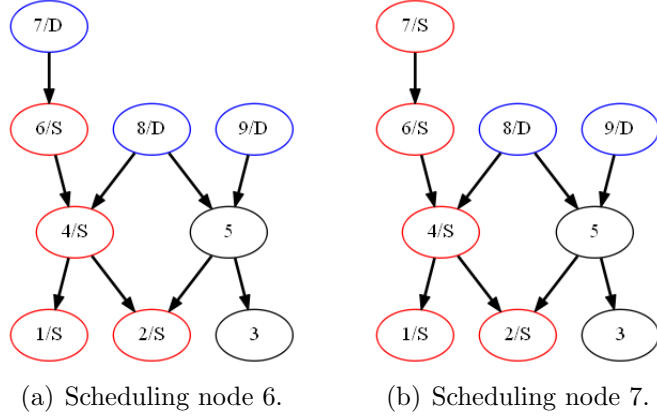 7/D 7/S
6/S 8/D 9/D 6/S 8/D 9/D
4/S 5 4/S 5
1/S 2/S 3 1/S 2/S 3
(a) Scheduling node 6. (b) Scheduling node 7.